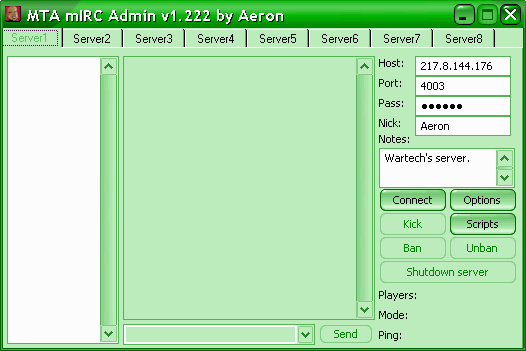 MTA mIRC Admin v1.222 by Aeron
Server1 Server2 Server3 Server4 Server5 Server6 Server7 Server8
Host: 217.8.144.176
Port: 4003
Pass: ●●●●●●
Nick: Aeron
Notes:
Wartech's server.
Connect Options
Kick Scripts
Ban Unban
Shutdown server
Players:
Mode:
Send Ping: